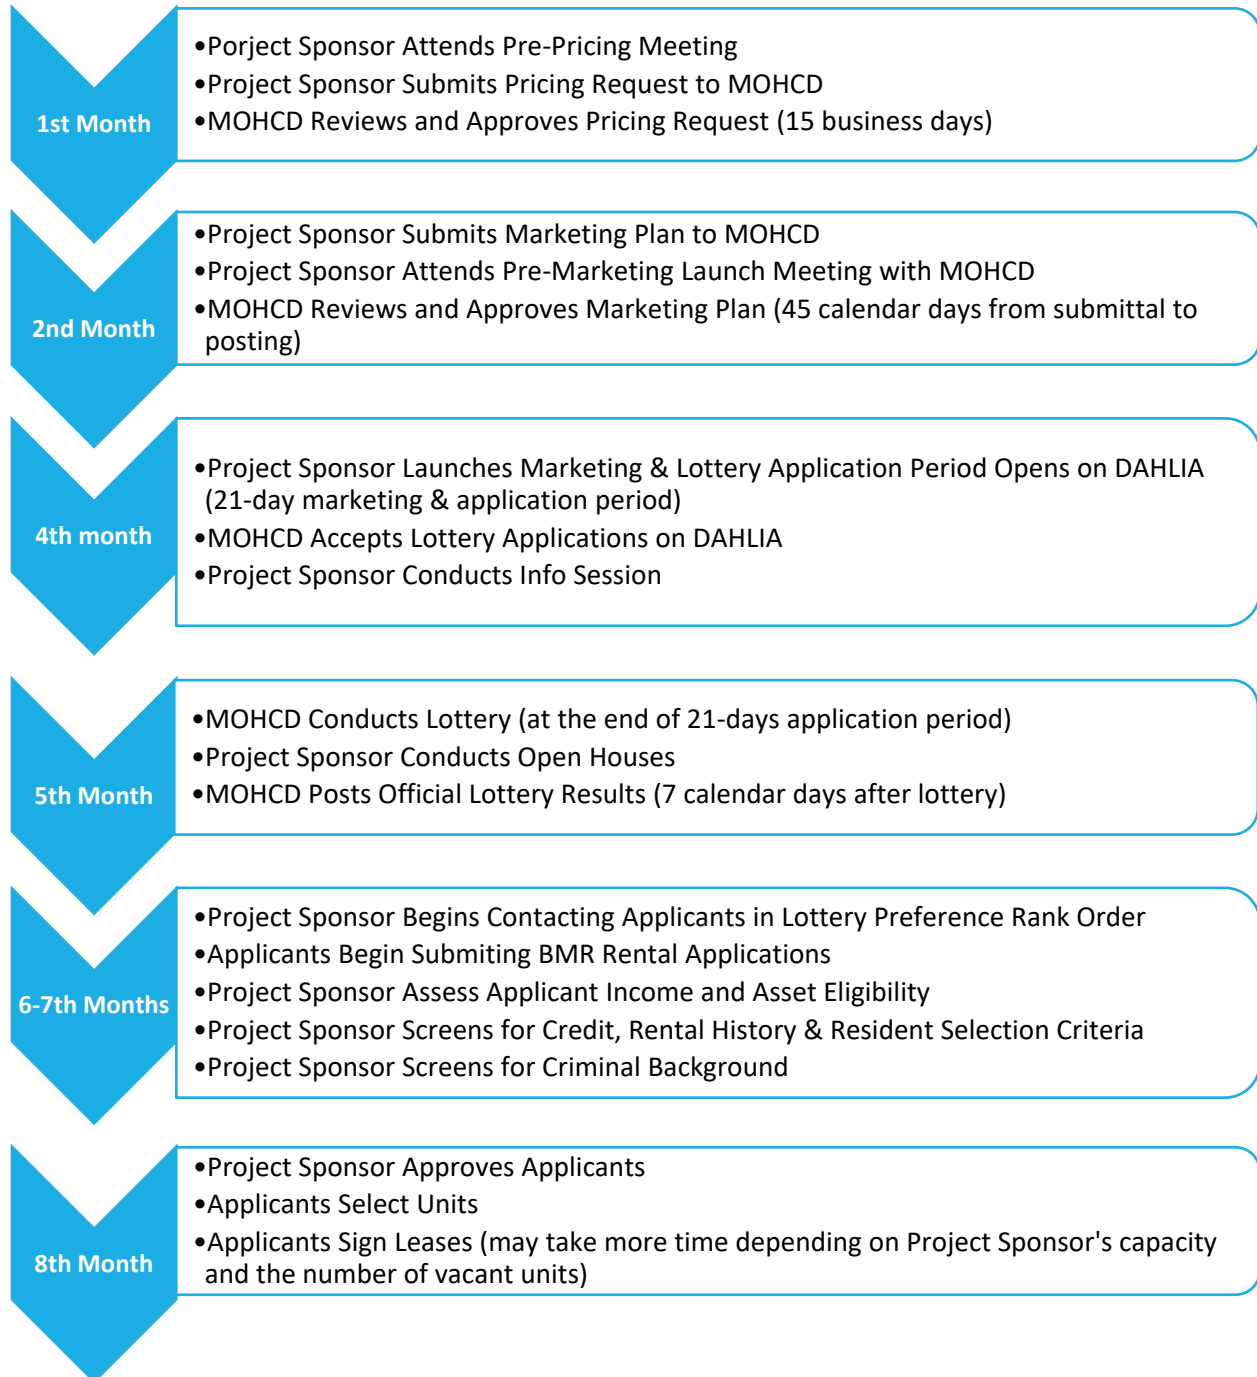 1st Month
•Porject Sponsor Attends Pre-Pricing Meeting
•Project Sponsor Submits Pricing Request to MOHCD
•MOHCD Reviews and Approves Pricing Request (15 business days)
2nd Month
•Project Sponsor Submits Marketing Plan to MOHCD
•Project Sponsor Attends Pre-Marketing Launch Meeting with MOHCD
•MOHCD Reviews and Approves Marketing Plan (45 calendar days from submittal to
posting)
4th month
•Project Sponsor Launches Marketing & Lottery Application Period Opens on DAHLIA
(21-day marketing & application period)
•MOHCD Accepts Lottery Applications on DAHLIA
•Project Sponsor Conducts Info Session
5th Month
•MOHCD Conducts Lottery (at the end of 21-days application period)
•Project Sponsor Conducts Open Houses
•MOHCD Posts Official Lottery Results (7 calendar days after lottery)
6-7th Months
•Project Sponsor Begins Contacting Applicants in Lottery Preference Rank Order
•Applicants Begin Submiting BMR Rental Applications
•Project Sponsor Assess Applicant Income and Asset Eligibility
•Project Sponsor Screens for Credit, Rental History & Resident Selection Criteria
•Project Sponsor Screens for Criminal Background
8th Month
•Project Sponsor Approves Applicants
•Applicants Select Units
•Applicants Sign Leases (may take more time depending on Project Sponsor's capacity
and the number of vacant units)